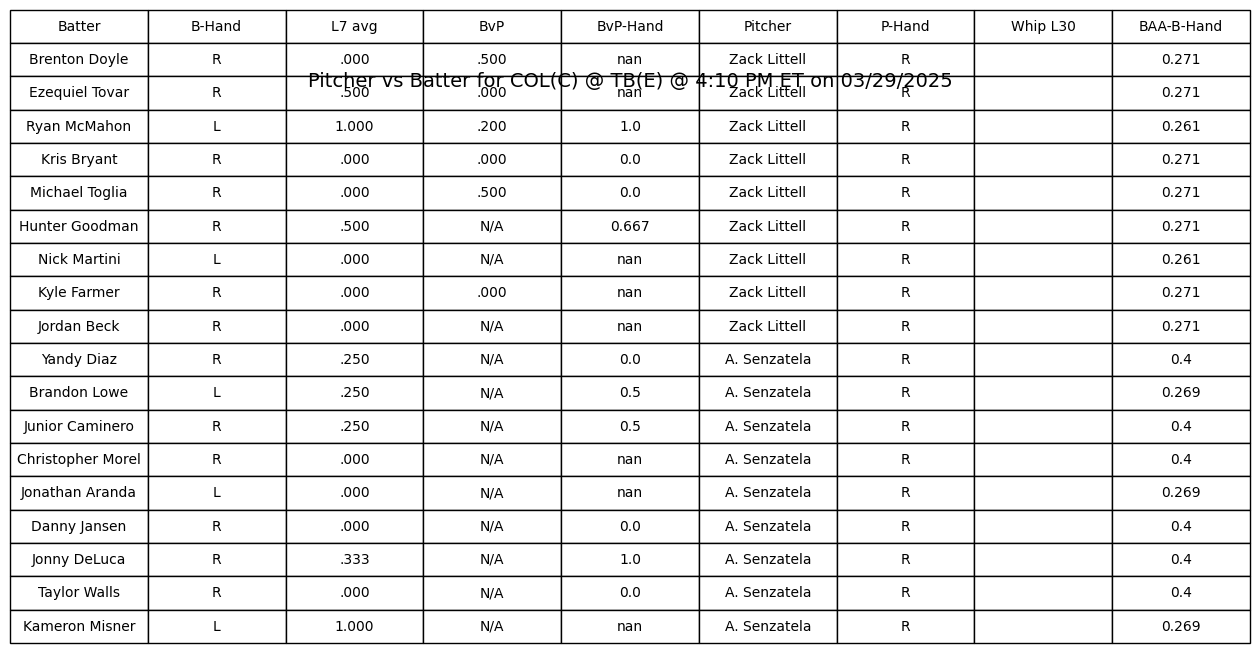 Batter B-Hand L7 avg BvP BvP-Hand Pitcher P-Hand Whip L30 BAA-B-Hand
Brenton Doyle R .000 .500 nan Zack Littell R 0.271
Pitcher vs Batter for COL(C) @ TB(E) @ 4:10 PM ET on 03/29/2025
Ezequiel Tovar R .500 .000 nan Zack Littell R 0.271
Ryan McMahon L 1.000 .200 1.0 Zack Littell R 0.261
Kris Bryant R .000 .000 0.0 Zack Littell R 0.271
Michael Toglia R .000 .500 0.0 Zack Littell R 0.271
Hunter Goodman R .500 N/A 0.667 Zack Littell R 0.271
Nick Martini L .000 N/A nan Zack Littell R 0.261
Kyle Farmer R .000 .000 nan Zack Littell R 0.271
Jordan Beck R .000 N/A nan Zack Littell R 0.271
Yandy Diaz R .250 N/A 0.0 A. Senzatela R 0.4
Brandon Lowe L .250 N/A 0.5 A. Senzatela R 0.269
Junior Caminero R .250 N/A 0.5 A. Senzatela R 0.4
Christopher Morel R .000 N/A nan A. Senzatela R 0.4
Jonathan Aranda L .000 N/A nan A. Senzatela R 0.269
Danny Jansen R .000 N/A 0.0 A. Senzatela R 0.4
Jonny DeLuca R .333 N/A 1.0 A. Senzatela R 0.4
Taylor Walls R .000 N/A 0.0 A. Senzatela R 0.4
Kameron Misner L 1.000 N/A nan A. Senzatela R 0.269